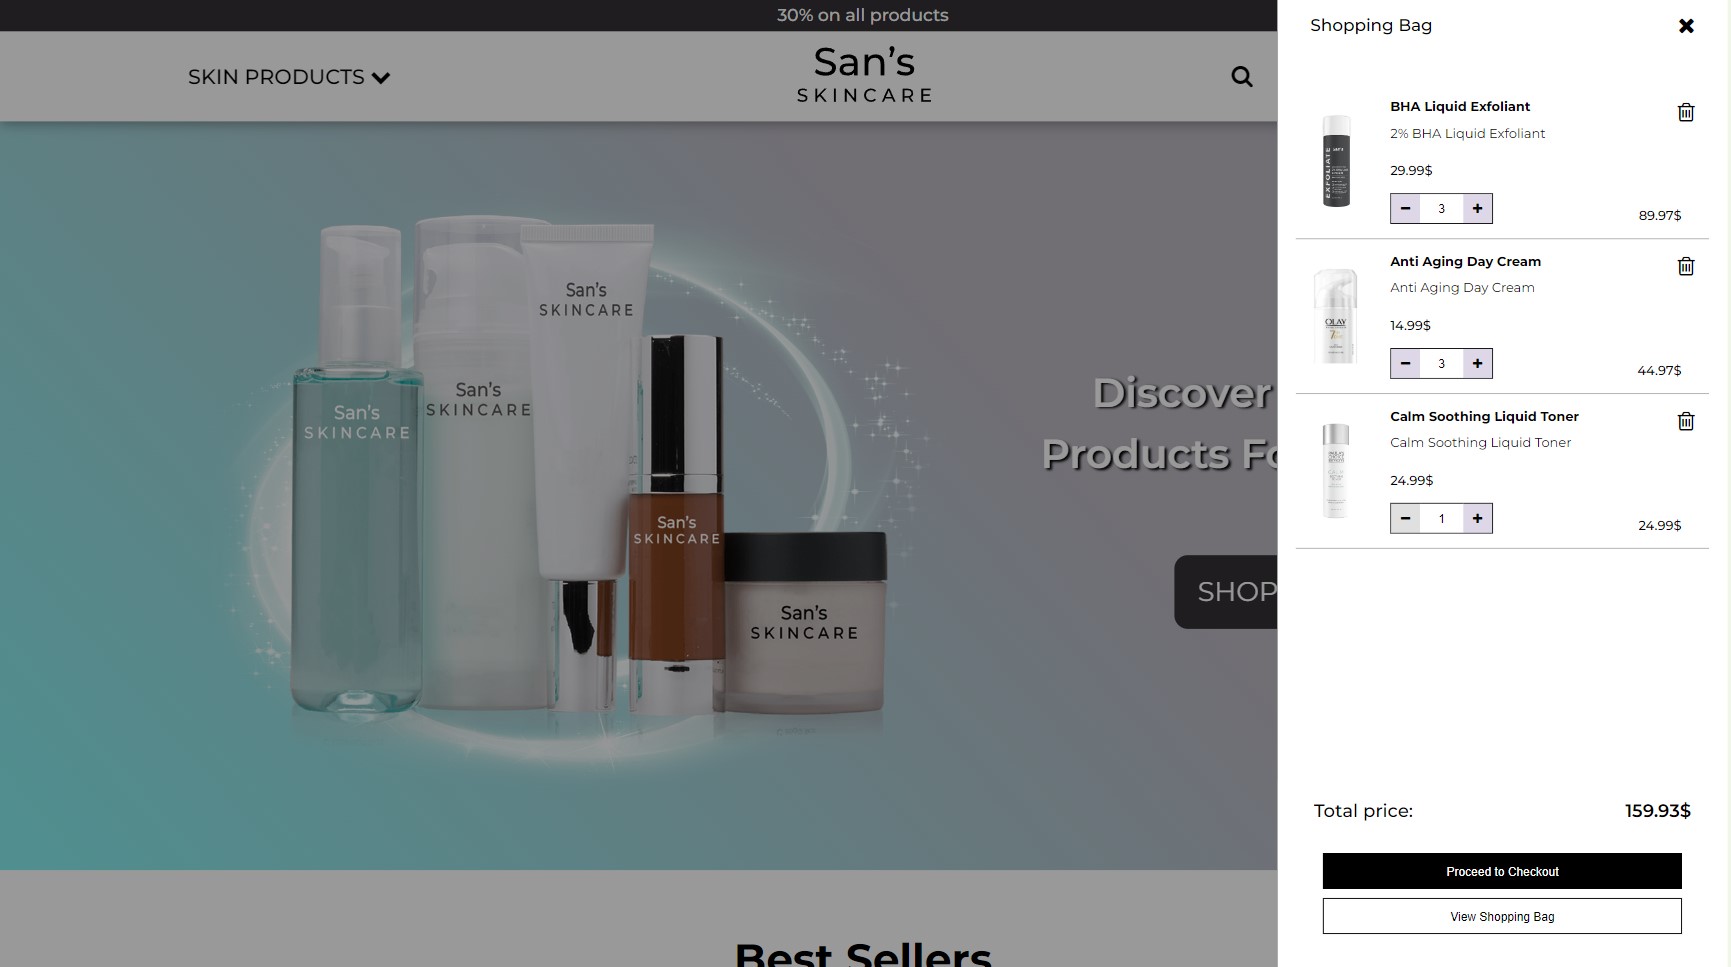 30% on all products
SKIN PRODUCTS
San's
SKINCARE
San's
SKINCARE
San's
SKINCARE
San's
SKINCARE
San's
SKINCARE
San's
SKINCARE
Discover
Products Fo
SHOP
Best Sellers
Shopping Bag
BHA Liquid Exfoliant
2% BHA Liquid Exfoliant
29.99$
3
89.97$
EXFOLIATE
Anti Aging Day Cream
Anti Aging Day Cream
14.99$
3
44.97$
OLAY
Calm Soothing Liquid Toner
Calm Soothing Liquid Toner
24.99$
1
24.99$
Total price: 159.93$
Proceed to Checkout
View Shopping Bag